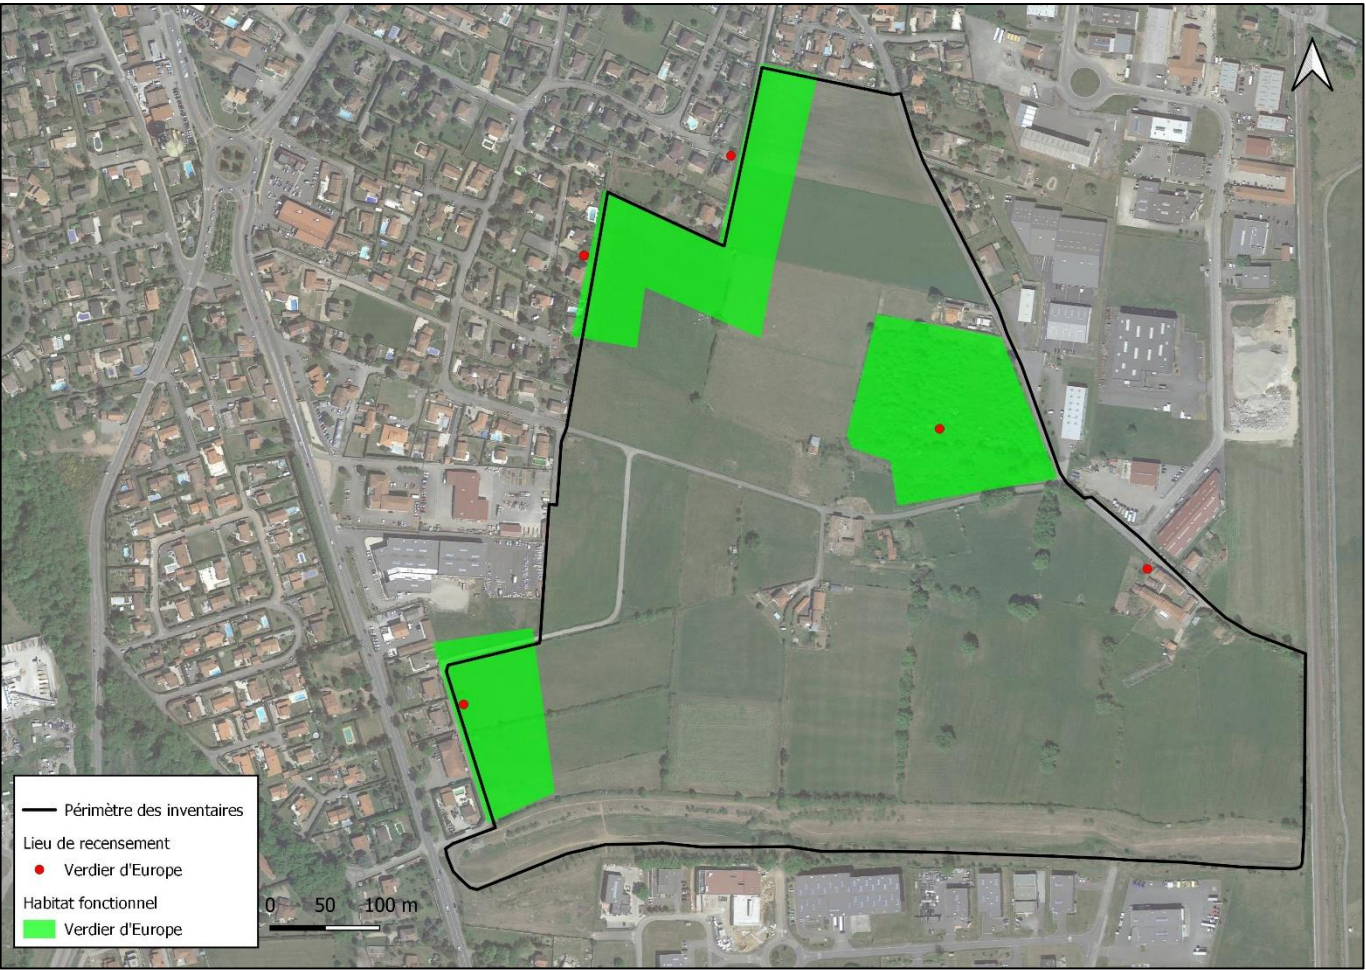 Périmètre des inventaires
Lieu de recensement
Verdier d'Europe
Habitat fonctionnel
Verdier d'Europe
0 50 100 m